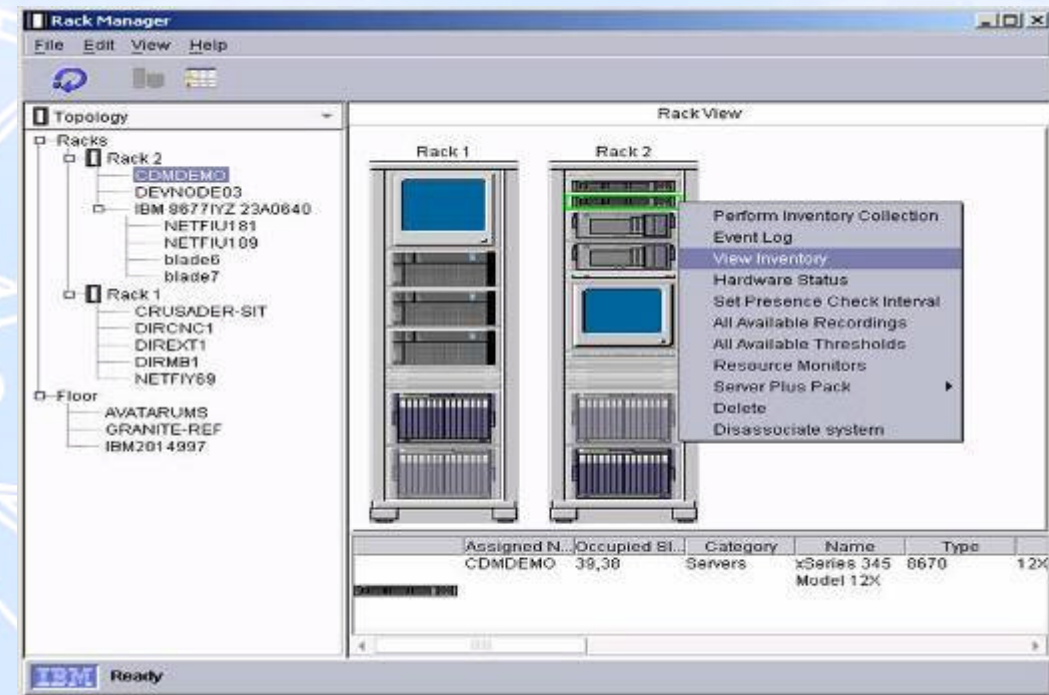 Rack Manager
File Edit View Help
Topology
Racks
Rack 2
CDMDEMO
DEVNODE03
IBM 8677IYZ 23A0640
NETFIU181
NETFIU189
blade6
blade7
Rack 1
CRUSADER-SIT
DIRCNC1
DIREXT1
DIRMB1
NETFIY69
Floor
AVATARUMS
GRANITE-REF
IBM2014997
Rack View
Rack 1 Rack 2
Perform Inventory Collection
Event Log
View Inventory
Hardware Status
Set Presence Check Interval
All Available Recordings
All Available Thresholds
Resource Monitors
Server Plus Pack
Delete
Disassociate system
Assigned N... Occupied Sl... Category Name Type
CDMDEMO 39,38 Servers xSeries 345 8670 12X
Model 12X
IBM Ready